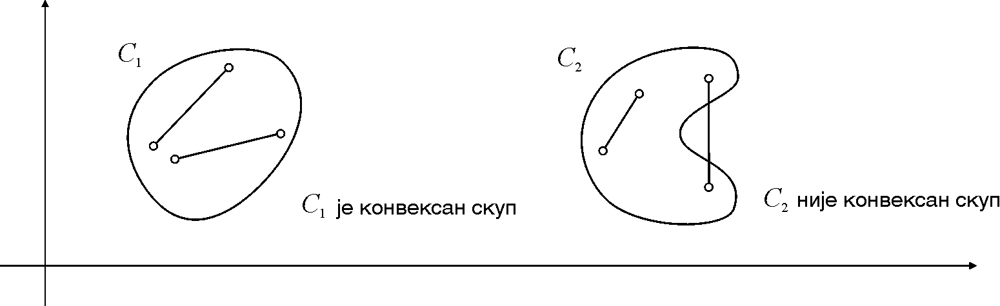 C₁
C₂
C₁ је конвексан скуп
C₂ није конвексан скуп